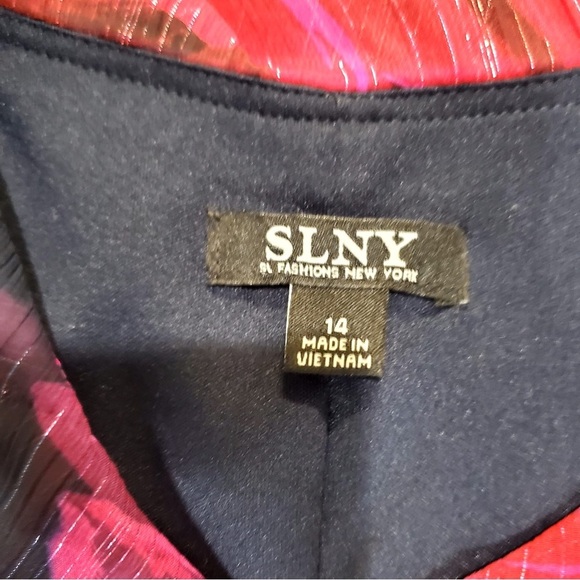 SLNY
SL FASHIONS NEW YORK
14
MADE IN
VIETNAM